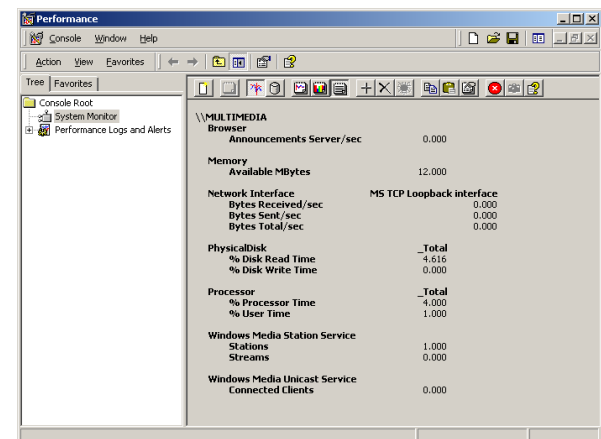 Performance
Console Window Help
Action View Favorites
Tree Favorites
Console Root
System Monitor
Performance Logs and Alerts
\\MULTIMEDIA
Browser
Announcements Server/sec 0.000
Memory
Available MBytes 12.000
Network Interface MS TCP Loopback interface
Bytes Received/sec 0.000
Bytes Sent/sec 0.000
Bytes Total/sec 0.000
PhysicalDisk _Total
% Disk Read Time 4.616
% Disk Write Time 0.000
Processor _Total
% Processor Time 4.000
% User Time 1.000
Windows Media Station Service
Stations 1.000
Streams 0.000
Windows Media Unicast Service
Connected Clients 0.000